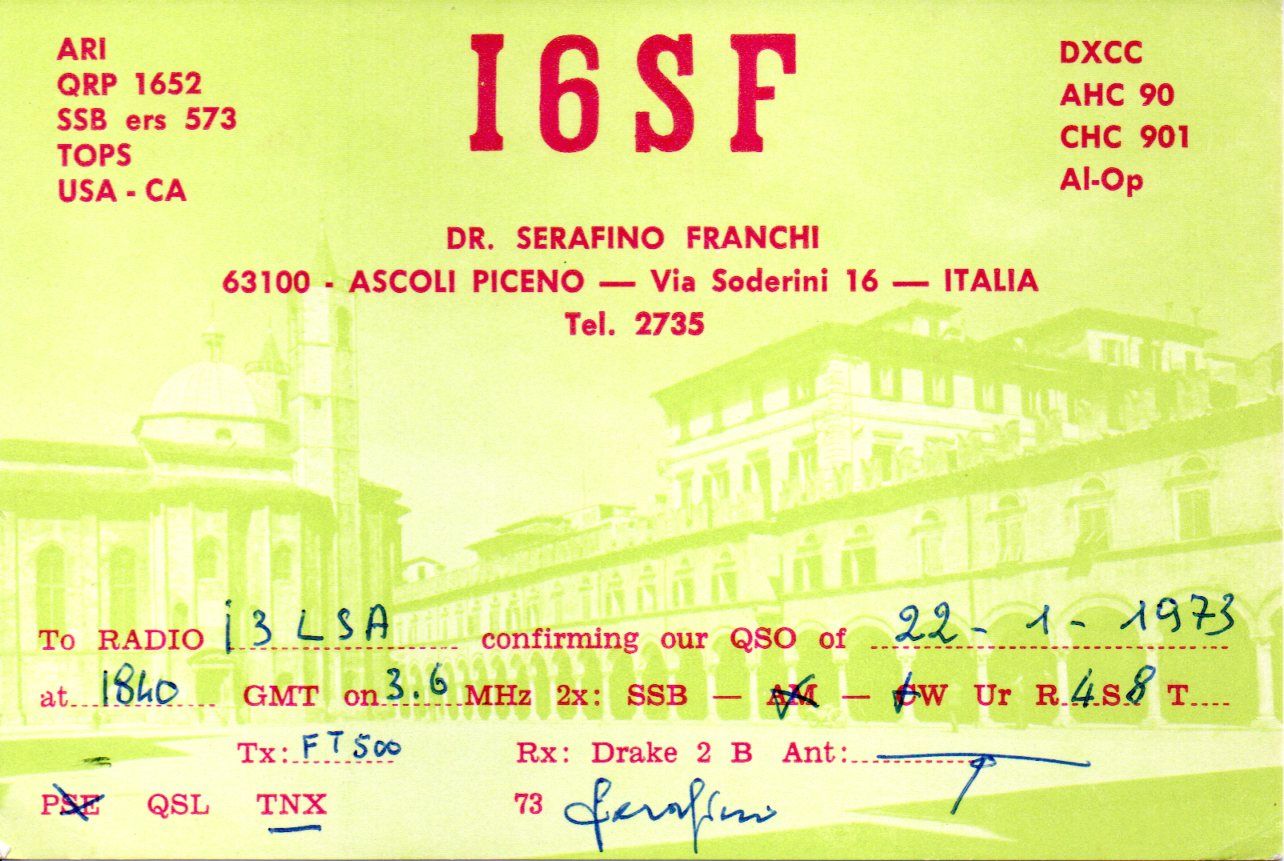 ARI
QRP 1652
SSB ers 573
TOPS
USA - CA
I6SF
DXCC
AHC 90
CHC 901
Al-Op
DR. SERAFINO FRANCHI
63100 - ASCOLI PICENO — Via Soderini 16 — ITALIA
Tel. 2735
To RADIO i3LSA confirming our QSO of 22-1-1973
at 1840 GMT on 3.6 MHz 2x: SSB — AM — CW Ur R 4 S 8 T
Tx: FT500 Rx: Drake 2 B Ant:
PSE QSL TNX 73 Serafino